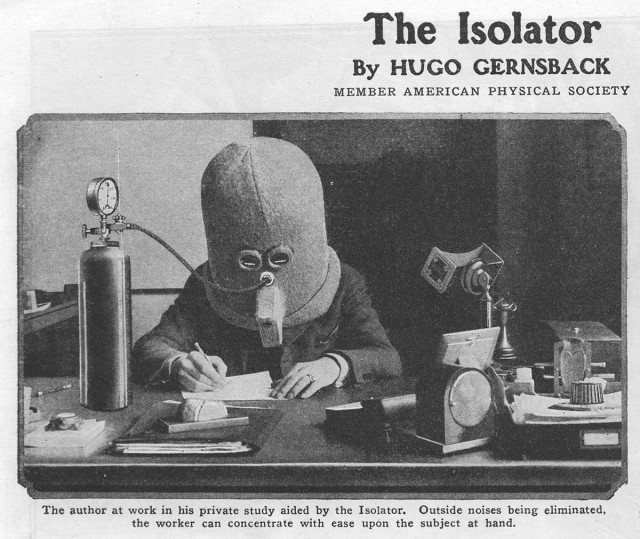 The Isolator
By HUGO GERNSBACK
MEMBER AMERICAN PHYSICAL SOCIETY
The author at work in his private study aided by the Isolator. Outside noises being eliminated,
the worker can concentrate with ease upon the subject at hand.